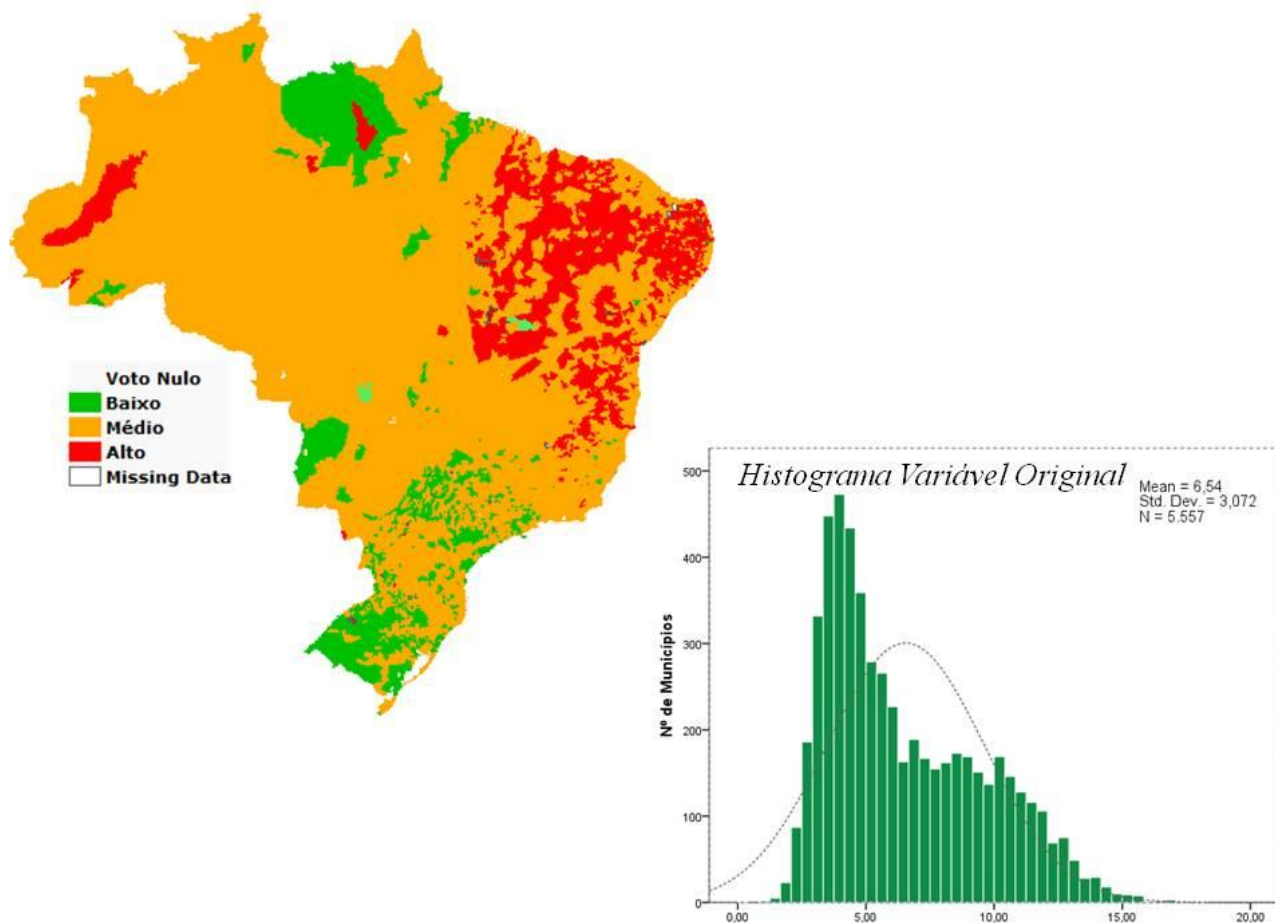 Voto Nulo
Baixo
Médio
Alto
Missing Data
Histograma Variável Original
Mean = 6,54
Std. Dev. = 3,072
N = 5.557
Nº de Municípios
500
400
300
200
100
0
0,00 5,00 10,00 15,00 20,00